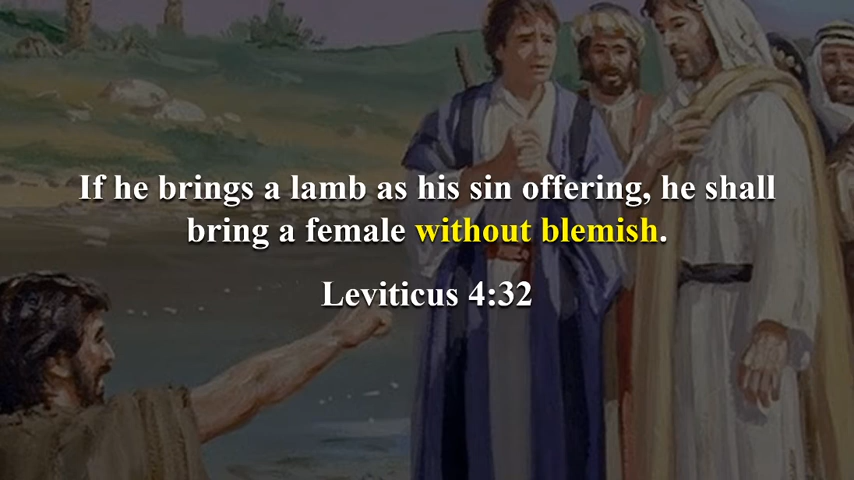 If he brings a lamb as his sin offering, he shall
bring a female without blemish.
Leviticus 4:32